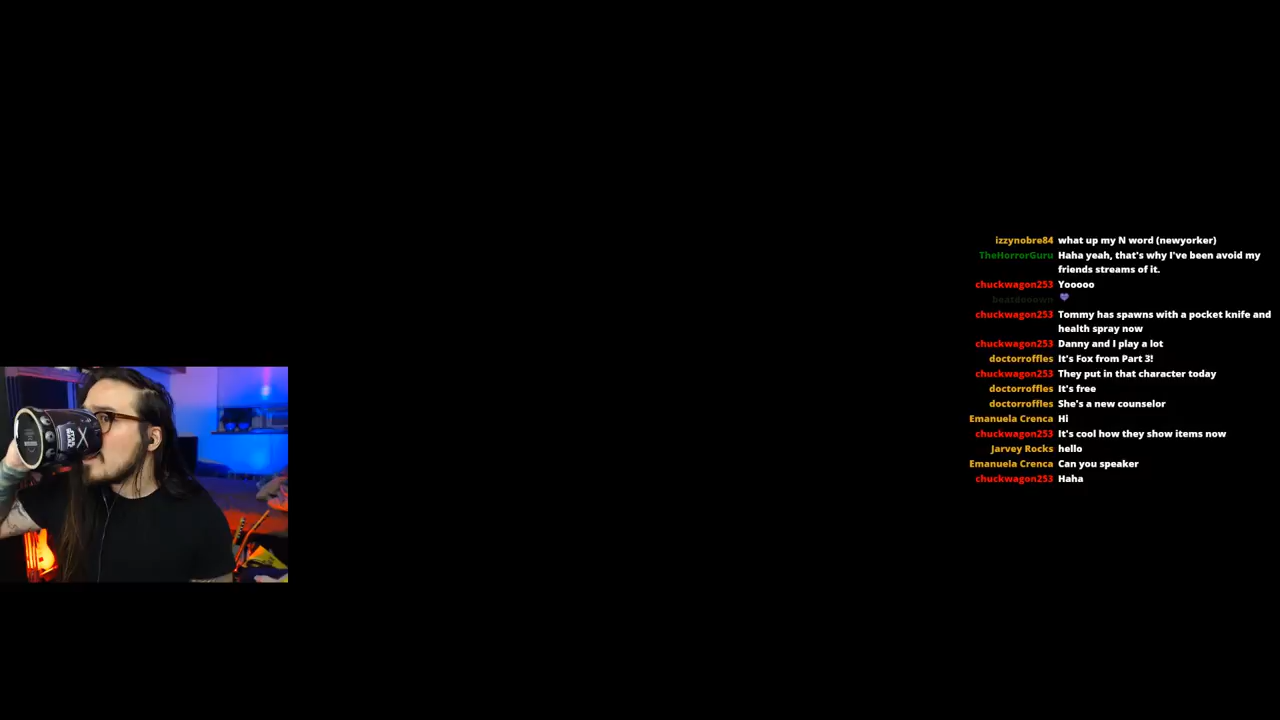 izzynobre84 what up my N word (newyorker)
TheHorrorGuru Haha yeah, that's why I've been avoid my
friends streams of it.
chuckwagon253 Yooooo
beatdooown 💜
chuckwagon253 Tommy has spawns with a pocket knife and
health spray now
chuckwagon253 Danny and I play a lot
doctorroffles It's Fox from Part 3!
chuckwagon253 They put in that character today
doctorroffles It's free
doctorroffles She's a new counselor
Emanuela Crenca Hi
chuckwagon253 It's cool how they show items now
Jarvey Rocks hello
Emanuela Crenca Can you speaker
chuckwagon253 Haha